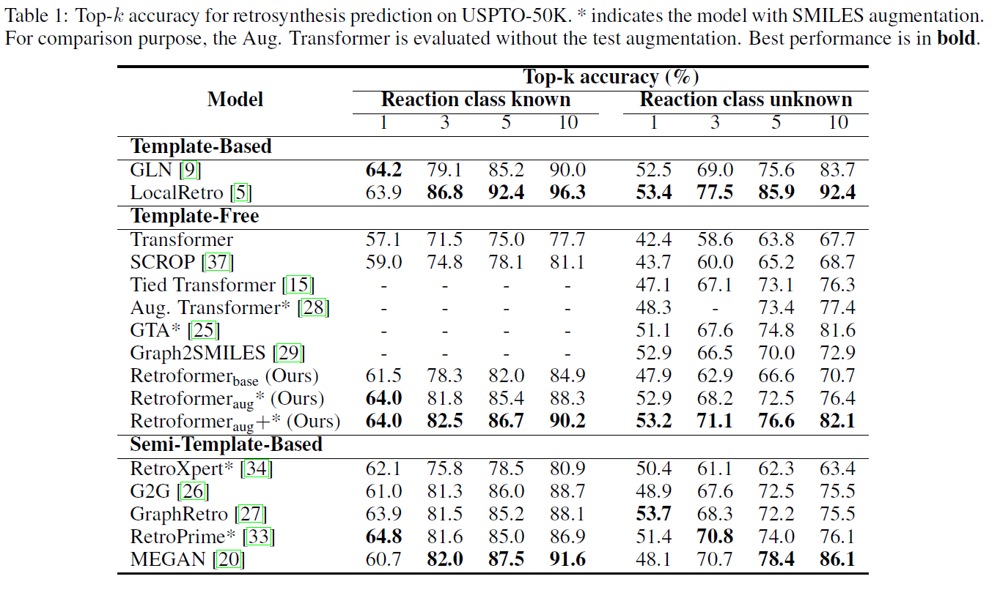 Table 1: Top-k accuracy for retrosynthesis prediction on USPTO-50K. * indicates the model with SMILES augmentation.
For comparison purpose, the Aug. Transformer is evaluated without the test augmentation. Best performance is in bold.
Top-k accuracy (%)
Model Reaction class known Reaction class unknown
1 3 5 10 1 3 5 10
Template-Based
GLN [9] 64.2 79.1 85.2 90.0 52.5 69.0 75.6 83.7
LocalRetro [5] 63.9 86.8 92.4 96.3 53.4 77.5 85.9 92.4
Template-Free
Transformer 57.1 71.5 75.0 77.7 42.4 58.6 63.8 67.7
SCROP [37] 59.0 74.8 78.1 81.1 43.7 60.0 65.2 68.7
Tied Transformer [15] - - - - 47.1 67.1 73.1 76.3
Aug. Transformer* [28] - - - - 48.3 - 73.4 77.4
GTA* [25] - - - - 51.1 67.6 74.8 81.6
Graph2SMILES [29] - - - - 52.9 66.5 70.0 72.9
Retroformerbase (Ours) 61.5 78.3 82.0 84.9 47.9 62.9 66.6 70.7
Retroformeraug* (Ours) 64.0 81.8 85.4 88.3 52.9 68.2 72.5 76.4
Retroformeraug+* (Ours) 64.0 82.5 86.7 90.2 53.2 71.1 76.6 82.1
Semi-Template-Based
RetroXpert* [34] 62.1 75.8 78.5 80.9 50.4 61.1 62.3 63.4
G2G [26] 61.0 81.3 86.0 88.7 48.9 67.6 72.5 75.5
GraphRetro [27] 63.9 81.5 85.2 88.1 53.7 68.3 72.2 75.5
RetroPrime* [33] 64.8 81.6 85.0 86.9 51.4 70.8 74.0 76.1
MEGAN [20] 60.7 82.0 87.5 91.6 48.1 70.7 78.4 86.1